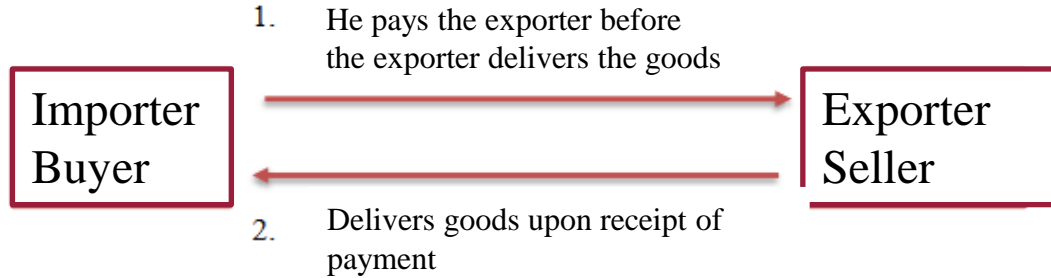 1. He pays the exporter before
the exporter delivers the goods
Importer
Buyer
Exporter
Seller
2. Delivers goods upon receipt of
payment